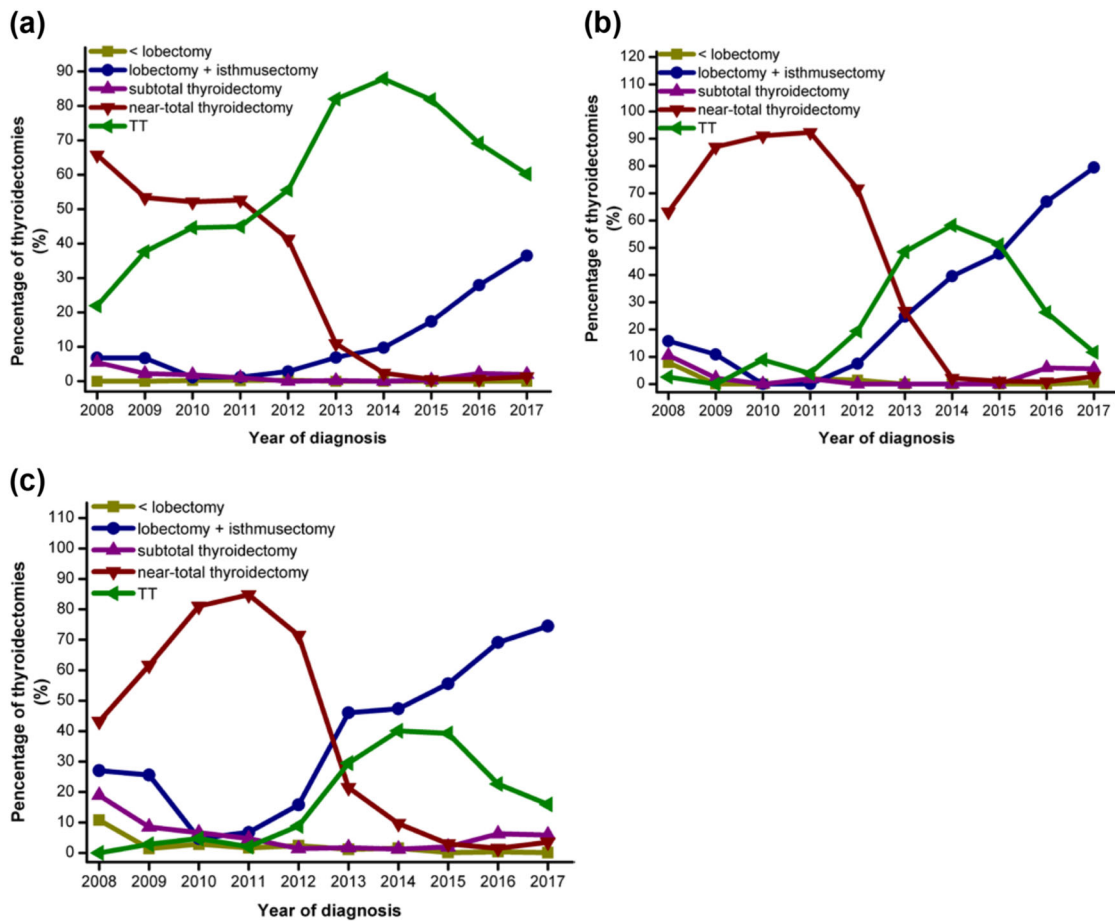 (a)
< lobectomy
lobectomy + isthmusectomy
subtotal thyroidectomy
near-total thyroidectomy
TT
Pencentage of thyroidectomies
(%)
90
80
70
60
50
40
30
20
10
0
2008 2009 2010 2011 2012 2013 2014 2015 2016 2017
Year of diagnosis
(b)
< lobectomy
lobectomy + isthmusectomy
subtotal thyroidectomy
near-total thyroidectomy
TT
Pencentage of thyroidectomies
(%)
120
110
100
90
80
70
60
50
40
30
20
10
0
2008 2009 2010 2011 2012 2013 2014 2015 2016 2017
Year of diagnosis
(c)
< lobectomy
lobectomy + isthmusectomy
subtotal thyroidectomy
near-total thyroidectomy
TT
Pencentage of thyroidectomies
(%)
110
100
90
80
70
60
50
40
30
20
10
0
2008 2009 2010 2011 2012 2013 2014 2015 2016 2017
Year of diagnosis